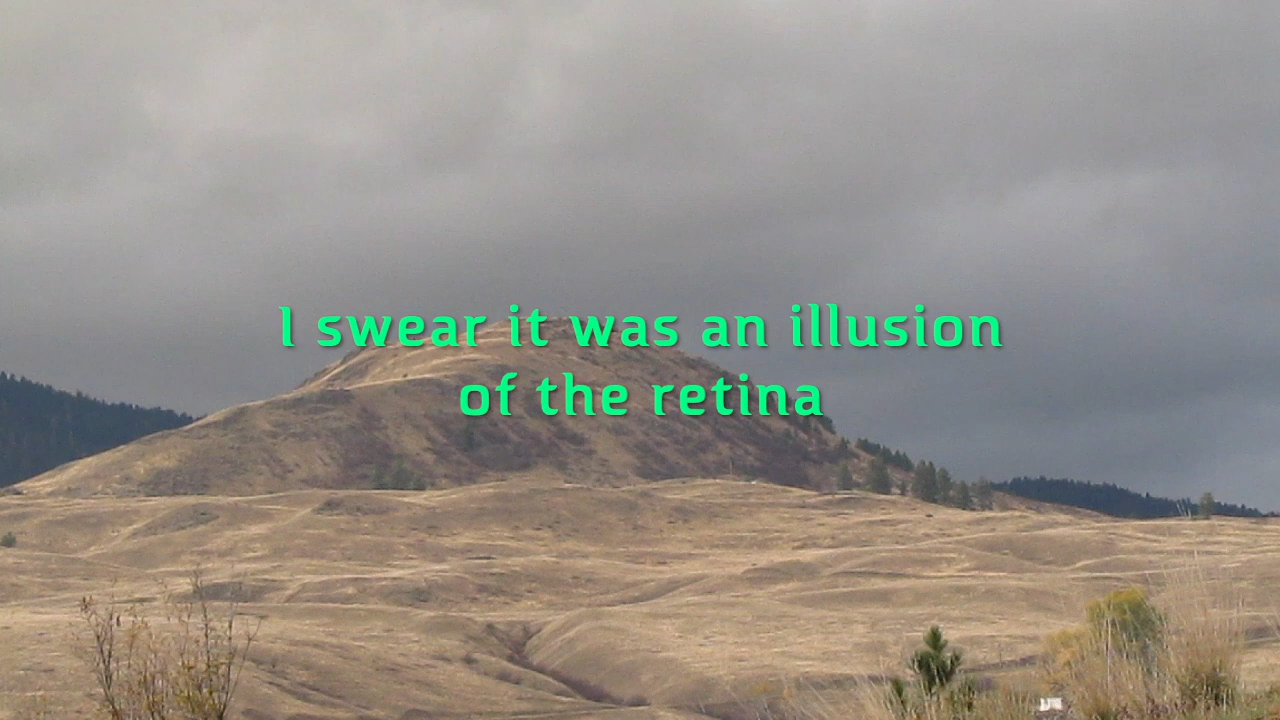 I swear it was an illusion
of the retina